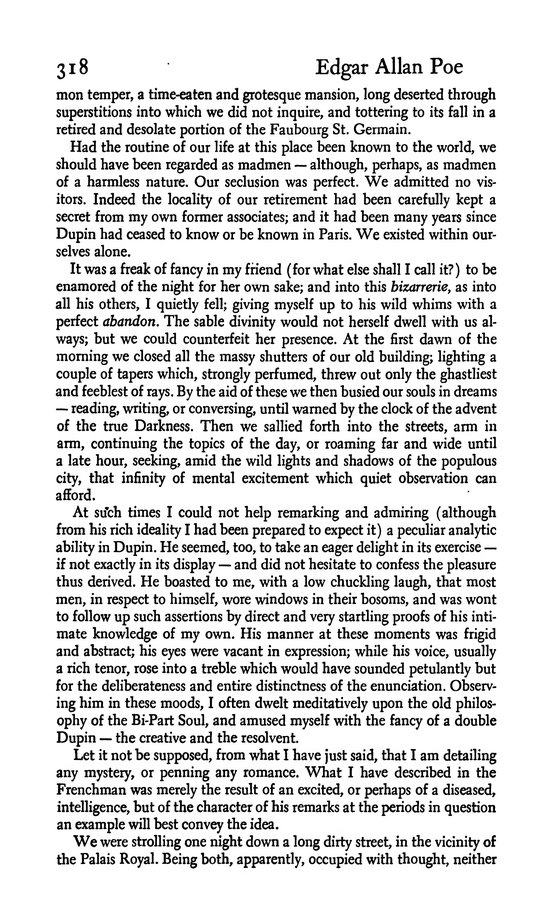 318 Edgar Allan Poe
mon temper, a time-eaten and grotesque mansion, long deserted through
superstitions into which we did not inquire, and tottering to its fall in a
retired and desolate portion of the Faubourg St. Germain.
Had the routine of our life at this place been known to the world, we
should have been regarded as madmen — although, perhaps, as madmen
of a harmless nature. Our seclusion was perfect. We admitted no vis-
itors. Indeed the locality of our retirement had been carefully kept a
secret from my own former associates; and it had been many years since
Dupin had ceased to know or be known in Paris. We existed within our-
selves alone.
It was a freak of fancy in my friend (for what else shall I call it?) to be
enamored of the night for her own sake; and into this bizarrerie, as into
all his others, I quietly fell; giving myself up to his wild whims with a
perfect abandon. The sable divinity would not herself dwell with us al-
ways; but we could counterfeit her presence. At the first dawn of the
morning we closed all the massy shutters of our old building; lighting a
couple of tapers which, strongly perfumed, threw out only the ghastliest
and feeblest of rays. By the aid of these we then busied our souls in dreams
— reading, writing, or conversing, until warned by the clock of the advent
of the true Darkness. Then we sallied forth into the streets, arm in
arm, continuing the topics of the day, or roaming far and wide until
a late hour, seeking, amid the wild lights and shadows of the populous
city, that infinity of mental excitement which quiet observation can
afford.
At such times I could not help remarking and admiring (although
from his rich ideality I had been prepared to expect it) a peculiar analytic
ability in Dupin. He seemed, too, to take an eager delight in its exercise —
if not exactly in its display — and did not hesitate to confess the pleasure
thus derived. He boasted to me, with a low chuckling laugh, that most
men, in respect to himself, wore windows in their bosoms, and was wont
to follow up such assertions by direct and very startling proofs of his inti-
mate knowledge of my own. His manner at these moments was frigid
and abstract; his eyes were vacant in expression; while his voice, usually
a rich tenor, rose into a treble which would have sounded petulantly but
for the deliberateness and entire distinctness of the enunciation. Observ-
ing him in these moods, I often dwelt meditatively upon the old philos-
ophy of the Bi-Part Soul, and amused myself with the fancy of a double
Dupin — the creative and the resolvent.
Let it not be supposed, from what I have just said, that I am detailing
any mystery, or penning any romance. What I have described in the
Frenchman was merely the result of an excited, or perhaps of a diseased,
intelligence, but of the character of his remarks at the periods in question
an example will best convey the idea.
We were strolling one night down a long dirty street, in the vicinity of
the Palais Royal. Being both, apparently, occupied with thought, neither